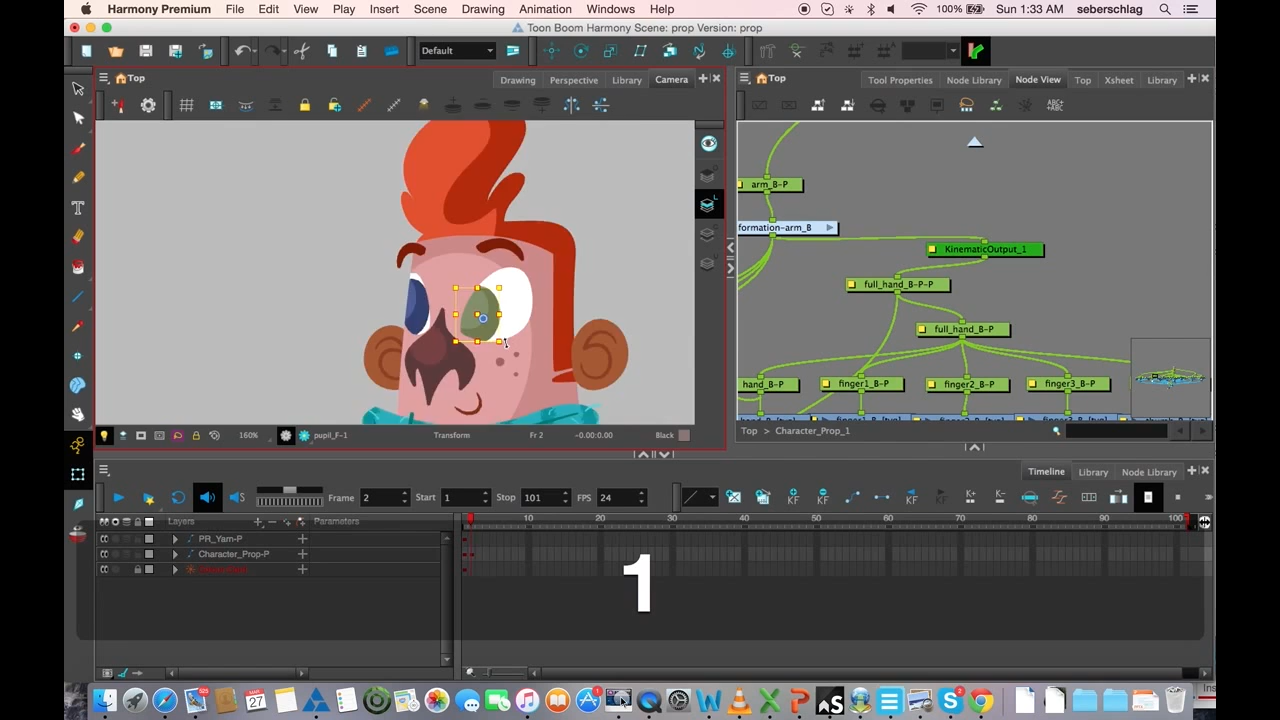 Harmony Premium File Edit View Play Insert Scene Drawing Animation Windows Help 100% Sun 1:33 AM seberschlag
Toon Boom Harmony Scene: prop Version: prop
Default
Top Drawing Perspective Library Camera
Top Tool Properties Node Library Node View Top Xsheet Library
arm_B-P
formation-arm_B
KinematicOutput_1
full_hand_B-P-P
full_hand_B-P
hand_B-P finger1_B-P finger2_B-P finger3_B-P
160% pupil_F-1 Transform Fr 2 -0.00:0.00 Black
Top > Character_Prop_1
Timeline Library Node Library
Frame 2 Start 1 Stop 101 FPS 24
Layers Parameters 10 20 30 40 50 60 70 80 90 100
PR_Yarn-P
Character_Prop-P
1